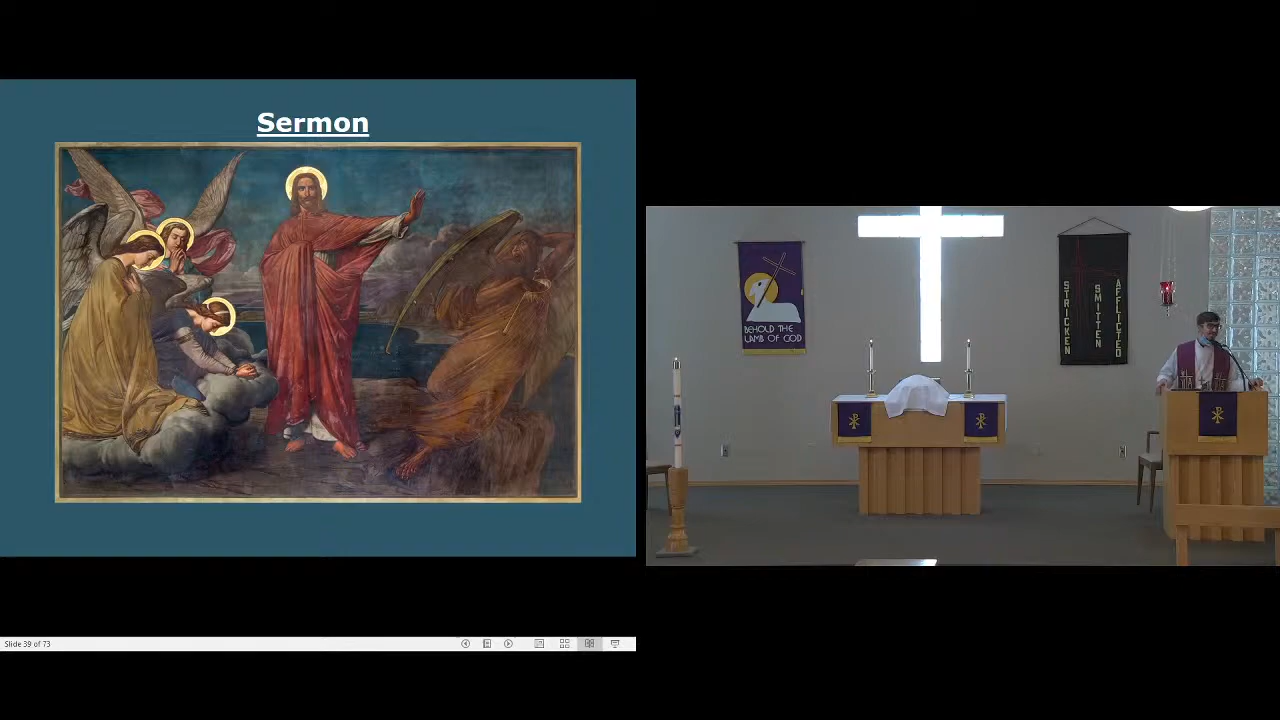 Sermon
BEHOLD THE
LAMB OF GOD
STRICKEN
SMITTEN
AFFLICTED
Slide 39 of 73